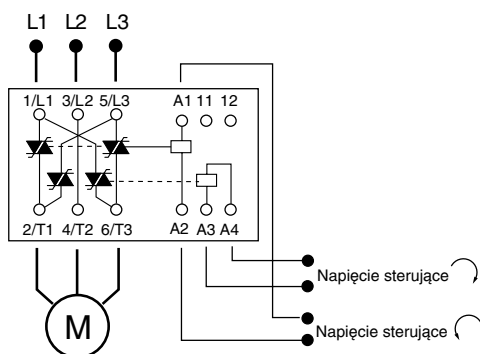 L1 L2 L3
1/L1 3/L2 5/L3 A1 11 12
2/T1 4/T2 6/T3 A2 A3 A4
Napięcie sterujące
M
Napięcie sterujące